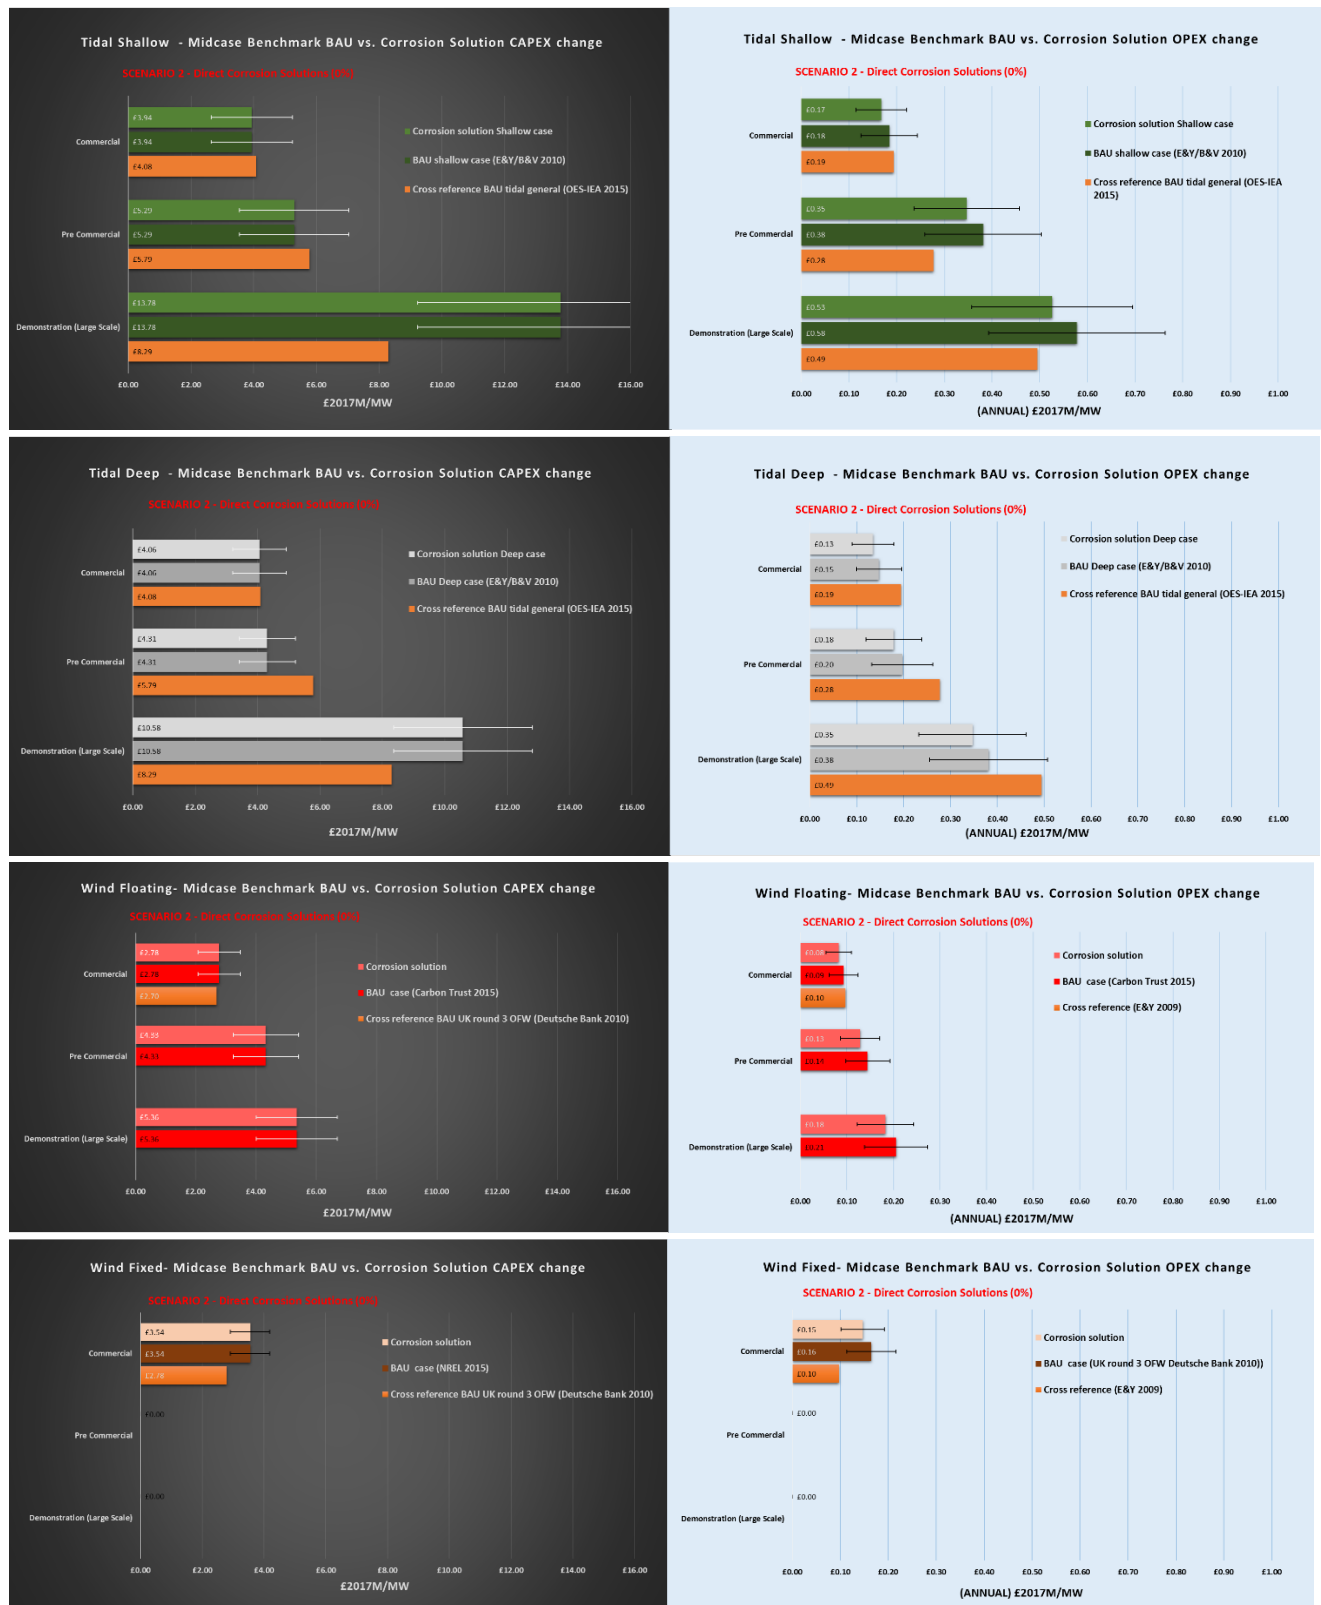 Tidal Shallow - Midcase Benchmark BAU vs. Corrosion Solution CAPEX change
SCENARIO 2 - Direct Corrosion Solutions (0%)
£3.94
Commercial
£3.94
£4.08
£5.29
Pre Commercial
£5.29
£5.79
£13.78
Demonstration (Large Scale)
£13.78
£8.29
Corrosion solution Shallow case
BAU shallow case (E&Y/B&V 2010)
Cross reference BAU tidal general (OES-IEA 2015)
£0.00 £2.00 £4.00 £6.00 £8.00 £10.00 £12.00 £14.00 £16.00
£2017M/MW
Tidal Shallow - Midcase Benchmark BAU vs. Corrosion Solution OPEX change
SCENARIO 2 - Direct Corrosion Solutions (0%)
£0.17
Commercial
£0.18
£0.19
£0.35
Pre Commercial
£0.38
£0.28
£0.53
Demonstration (Large Scale)
£0.58
£0.49
Corrosion solution Shallow case
BAU shallow case (E&Y/B&V 2010)
Cross reference BAU tidal general (OES-IEA
2015)
£0.00 £0.10 £0.20 £0.30 £0.40 £0.50 £0.60 £0.70 £0.80 £0.90 £1.00
(ANNUAL) £2017M/MW
Tidal Deep - Midcase Benchmark BAU vs. Corrosion Solution CAPEX change
SCENARIO 2 - Direct Corrosion Solutions (0%)
£4.06
Commercial
£4.06
£4.08
£4.31
Pre Commercial
£4.31
£5.79
£10.58
Demonstration (Large Scale)
£10.58
£8.29
Corrosion solution Deep case
BAU Deep case (E&Y/B&V 2010)
Cross reference BAU tidal general (OES-IEA 2015)
£0.00 £2.00 £4.00 £6.00 £8.00 £10.00 £12.00 £14.00 £16.00
£2017M/MW
Tidal Deep - Midcase Benchmark BAU vs. Corrosion Solution OPEX change
SCENARIO 2 - Direct Corrosion Solutions (0%)
£0.13
Commercial
£0.15
£0.19
£0.18
Pre Commercial
£0.20
£0.28
£0.35
Demonstration (Large Scale)
£0.38
£0.49
Corrosion solution Deep case
BAU Deep case (E&Y/B&V 2010)
Cross reference BAU tidal general (OES-IEA 2015)
£0.00 £0.10 £0.20 £0.30 £0.40 £0.50 £0.60 £0.70 £0.80 £0.90 £1.00
(ANNUAL) £2017M/MW
Wind Floating- Midcase Benchmark BAU vs. Corrosion Solution CAPEX change
SCENARIO 2 - Direct Corrosion Solutions (0%)
£2.78
Commercial
£2.78
£2.70
£4.33
Pre Commercial
£4.33
£5.36
Demonstration (Large Scale)
£5.36
Corrosion solution
BAU case (Carbon Trust 2015)
Cross reference BAU UK round 3 OFW (Deutsche Bank 2010)
£0.00 £2.00 £4.00 £6.00 £8.00 £10.00 £12.00 £14.00 £16.00
£2017M/MW
Wind Floating- Midcase Benchmark BAU vs. Corrosion Solution 0PEX change
SCENARIO 2 - Direct Corrosion Solutions (0%)
£0.08
Commercial
£0.09
£0.10
£0.13
Pre Commercial
£0.14
£0.18
Demonstration (Large Scale)
£0.21
Corrosion solution
BAU case (Carbon Trust 2015)
Cross reference (E&Y 2009)
£0.00 £0.10 £0.20 £0.30 £0.40 £0.50 £0.60 £0.70 £0.80 £0.90 £1.00
(ANNUAL) £2017M/MW
Wind Fixed- Midcase Benchmark BAU vs. Corrosion Solution CAPEX change
SCENARIO 2 - Direct Corrosion Solutions (0%)
£3.54
Commercial
£3.54
£2.78
£0.00
Pre Commercial
£0.00
Demonstration (Large Scale)
Corrosion solution
BAU case (NREL 2015)
Cross reference BAU UK round 3 OFW (Deutsche Bank 2010)
£0.00 £2.00 £4.00 £6.00 £8.00 £10.00 £12.00 £14.00 £16.00
£2017M/MW
Wind Fixed- Midcase Benchmark BAU vs. Corrosion Solution OPEX change
SCENARIO 2 - Direct Corrosion Solutions (0%)
£0.15
Commercial
£0.16
£0.10
£0.00
Pre Commercial
£0.00
Demonstration (Large Scale)
Corrosion solution
BAU case (UK round 3 OFW Deutsche Bank 2010))
Cross reference (E&Y 2009)
£0.00 £0.10 £0.20 £0.30 £0.40 £0.50 £0.60 £0.70 £0.80 £0.90 £1.00
(ANNUAL) £2017M/MW